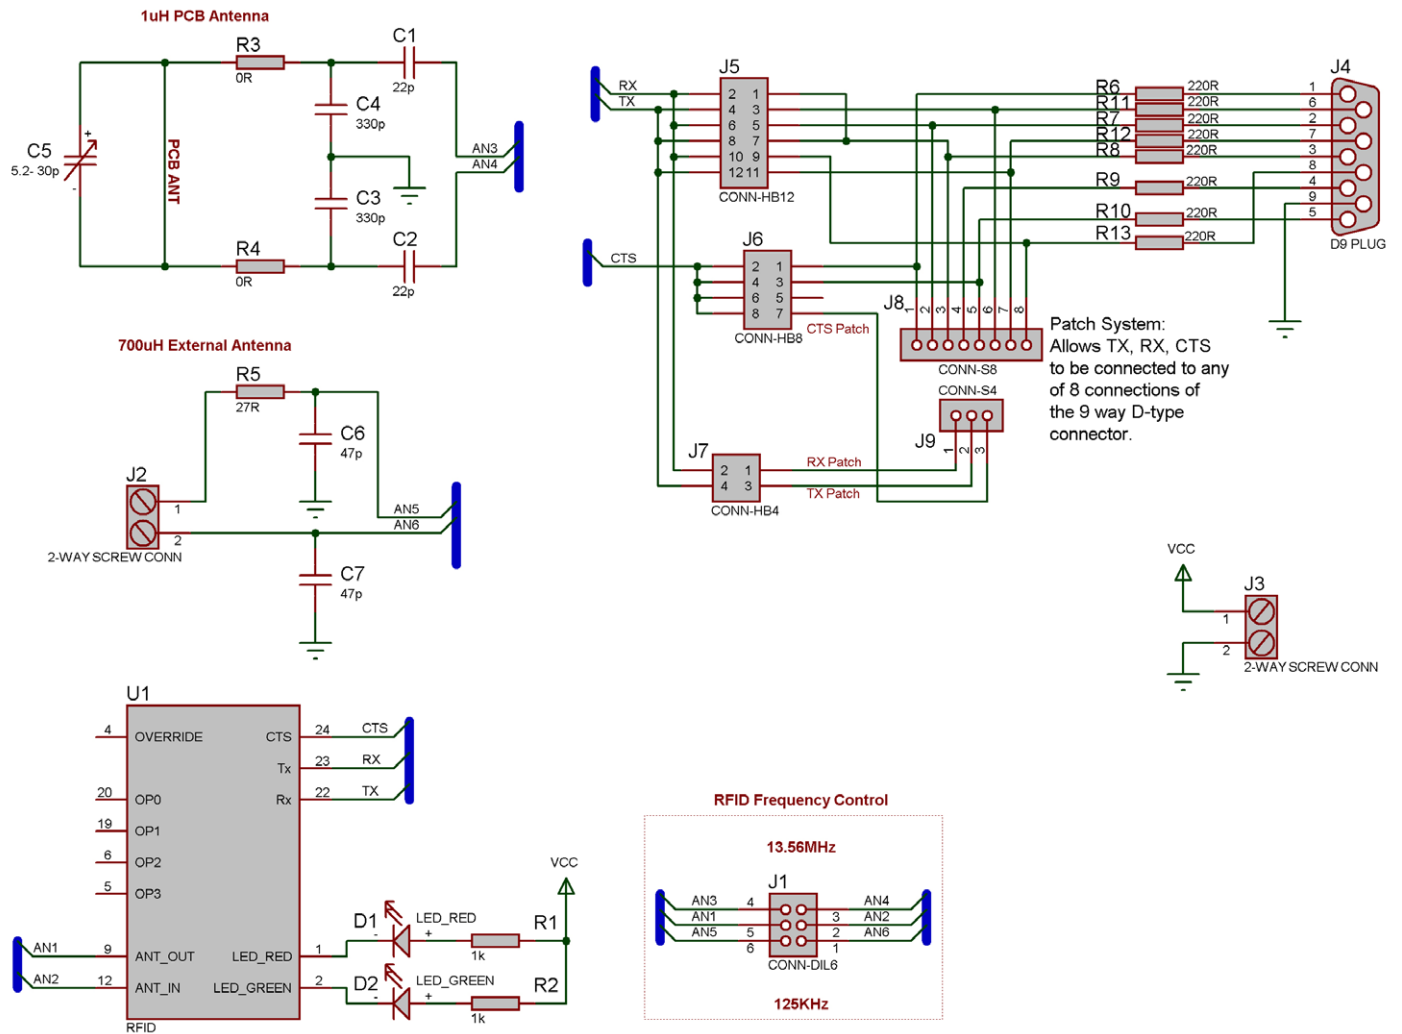 1uH PCB Antenna
R3
0R
C1
22p
C4
330p
C5
5.2- 30p
+
-
PCB ANT
AN3
AN4
C3
330p
R4
0R
C2
22p
700uH External Antenna
R5
27R
C6
47p
J2
1
2
2-WAY SCREW CONN
AN5
AN6
C7
47p
RX
TX
J5
2 1
4 3
6 5
8 7
10 9
12 11
CONN-HB12
CTS
J6
2 1
4 3
6 5
8 7
CONN-HB8
CTS Patch
R6 220R
R11 220R
R7 220R
R12 220R
R8 220R
R9 220R
R10 220R
R13 220R
J4
1
6
2
7
3
8
4
9
5
D9 PLUG
J8
1 2 3 4 5 6 7 8
CONN-S8
CONN-S4
J9
1 2 3
Patch System:
Allows TX, RX, CTS
to be connected to any
of 8 connections of
the 9 way D-type
connector.
J7
2 1
4 3
CONN-HB4
RX Patch
TX Patch
VCC
J3
1
2
2-WAY SCREW CONN
U1
4 OVERRIDE
CTS 24 CTS
Tx 23 RX
20 OP0
Rx 22 TX
19 OP1
6 OP2
5 OP3
AN1 9 ANT_OUT
LED_RED 1
AN2 12 ANT_IN
LED_GREEN 2
RFID
VCC
D1
LED_RED
- +
R1
1k
D2
LED_GREEN
- +
R2
1k
RFID Frequency Control
13.56MHz
J1
AN3 4
AN4
AN1
3 AN2
AN5 5
2 AN6
6
1
CONN-DIL6
125KHz